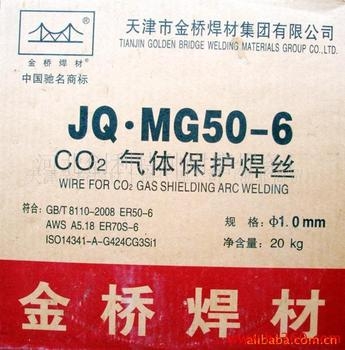 金桥焊材®
中国驰名商标
天津市金桥焊材集团有限公司
TIANJIN GOLDEN BRIDGE WELDING MATERIALS GROUP CO.,LTD.
JQ·MG50-6
CO₂ 气体保护焊丝
WIRE FOR CO₂ GAS SHIELDING ARC WELDING
符合: GB/T 8110-2008 ER50-6
AWS A5.18 ER70S-6
ISO14341-A-G424CG3Si1
规格: Φ1.0mm
净含量: 20 kg
金桥焊材
alibaba.com.cn